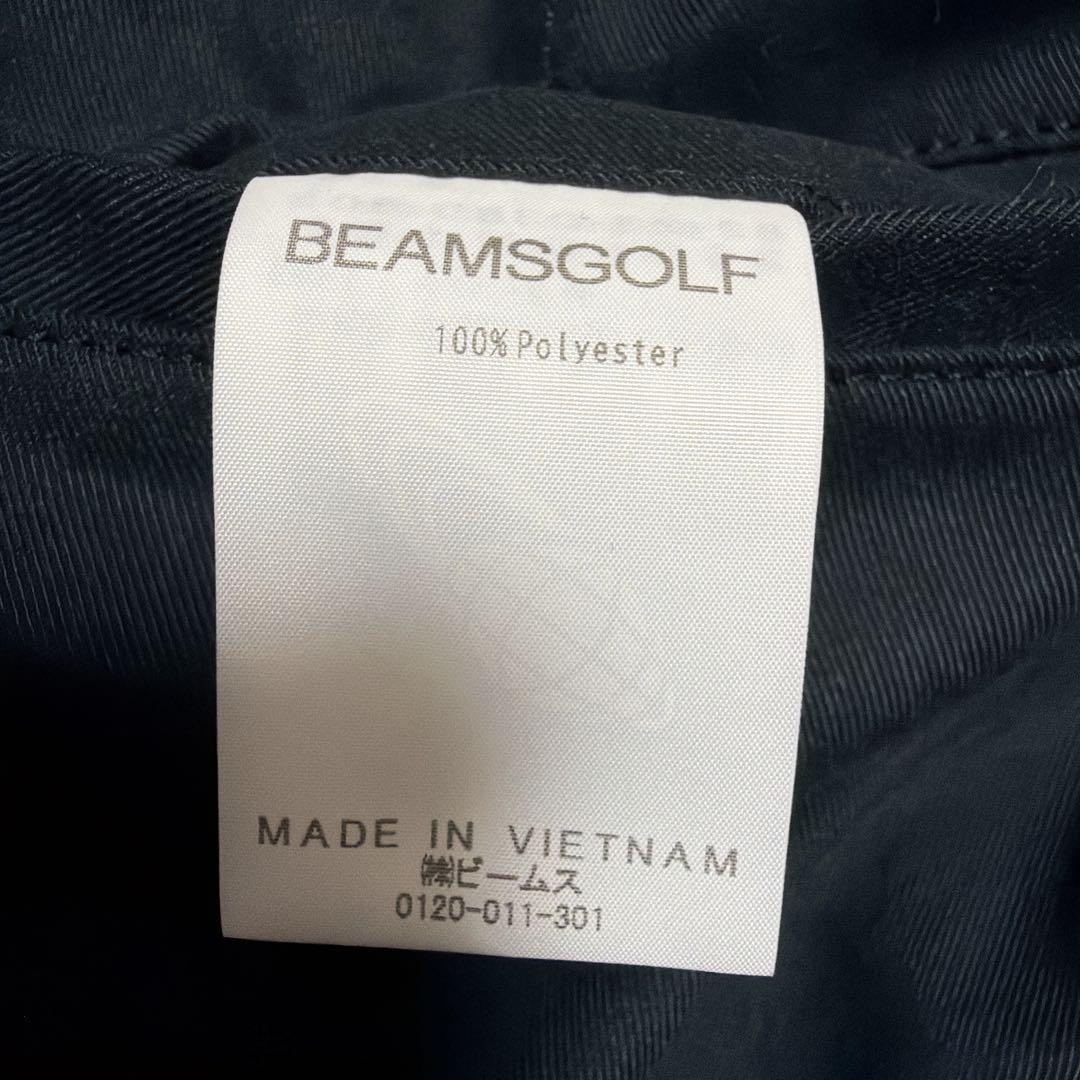 BEAMSGOLF
100% Polyester
MADE IN VIETNAM
㈱ビームス
0120-011-301